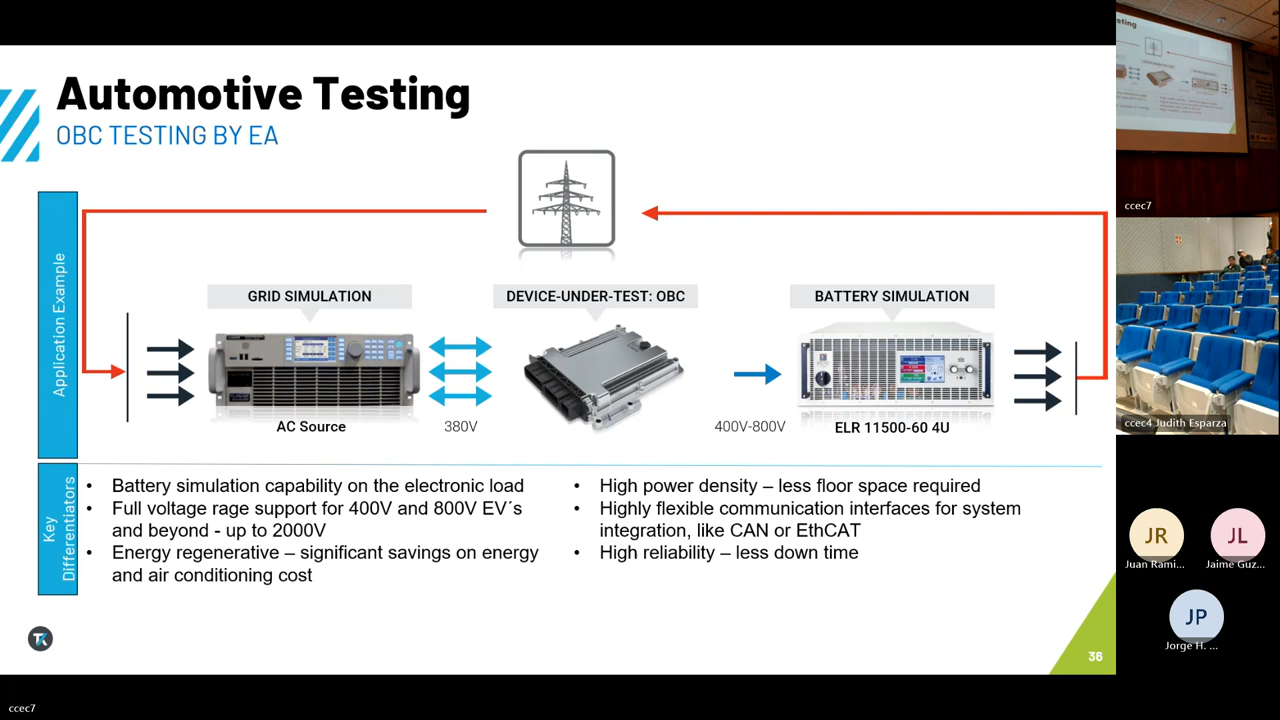 Automotive Testing
OBC TESTING BY EA
Application Example
GRID SIMULATION
DEVICE-UNDER-TEST: OBC
BATTERY SIMULATION
AC Source
380V
400V-800V
ELR 11500-60 4U
Key
Differentiators
• Battery simulation capability on the electronic load
• Full voltage rage support for 400V and 800V EV´s
and beyond - up to 2000V
• Energy regenerative – significant savings on energy
and air conditioning cost
• High power density – less floor space required
• Highly flexible communication interfaces for system
integration, like CAN or EthCAT
• High reliability – less down time
TK
36
ccec7
ccec7
ccec4 Judith Esparza
JR
Juan Rami...
JL
Jaime Guz...
JP
Jorge H. ...